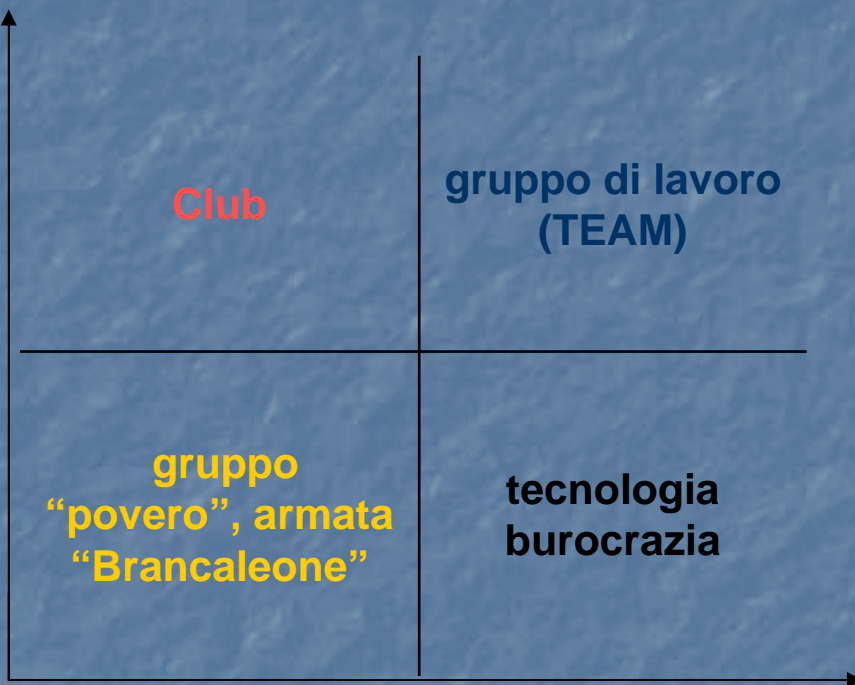 Club
gruppo di lavoro
(TEAM)
gruppo
“povero”, armata
“Brancaleone”
tecnologia
burocrazia